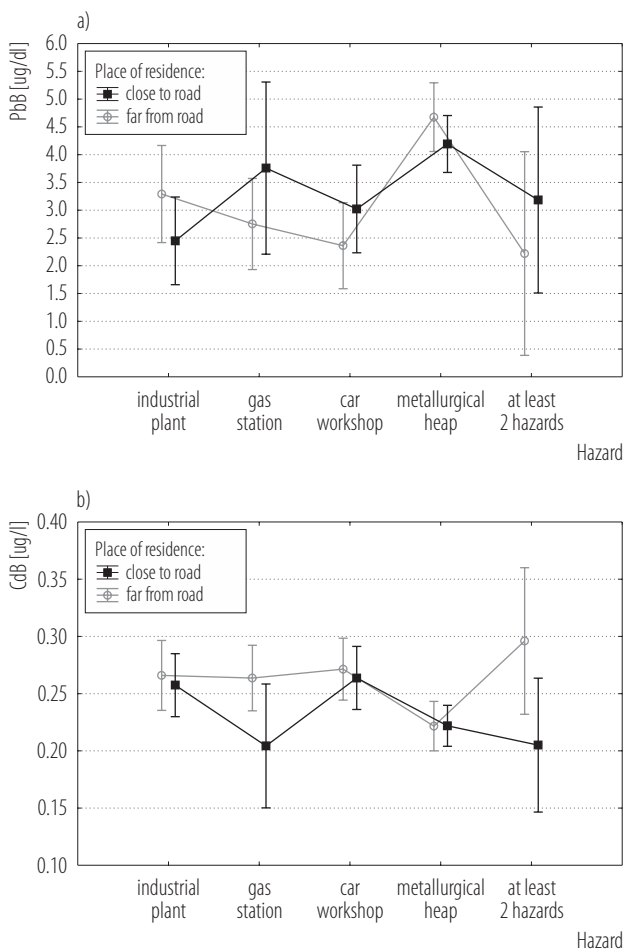 a)
PbB [ug/dl]
6.0
5.5
5.0
4.5
4.0
3.5
3.0
2.5
2.0
1.5
1.0
0.5
0.0
Place of residence:
close to road
far from road
industrial plant
gas station
car workshop
metallurgical heap
at least 2 hazards
Hazard
b)
CdB [ug/l]
0.40
0.35
0.30
0.25
0.20
0.15
0.10
Place of residence:
close to road
far from road
industrial plant
gas station
car workshop
metallurgical heap
at least 2 hazards
Hazard